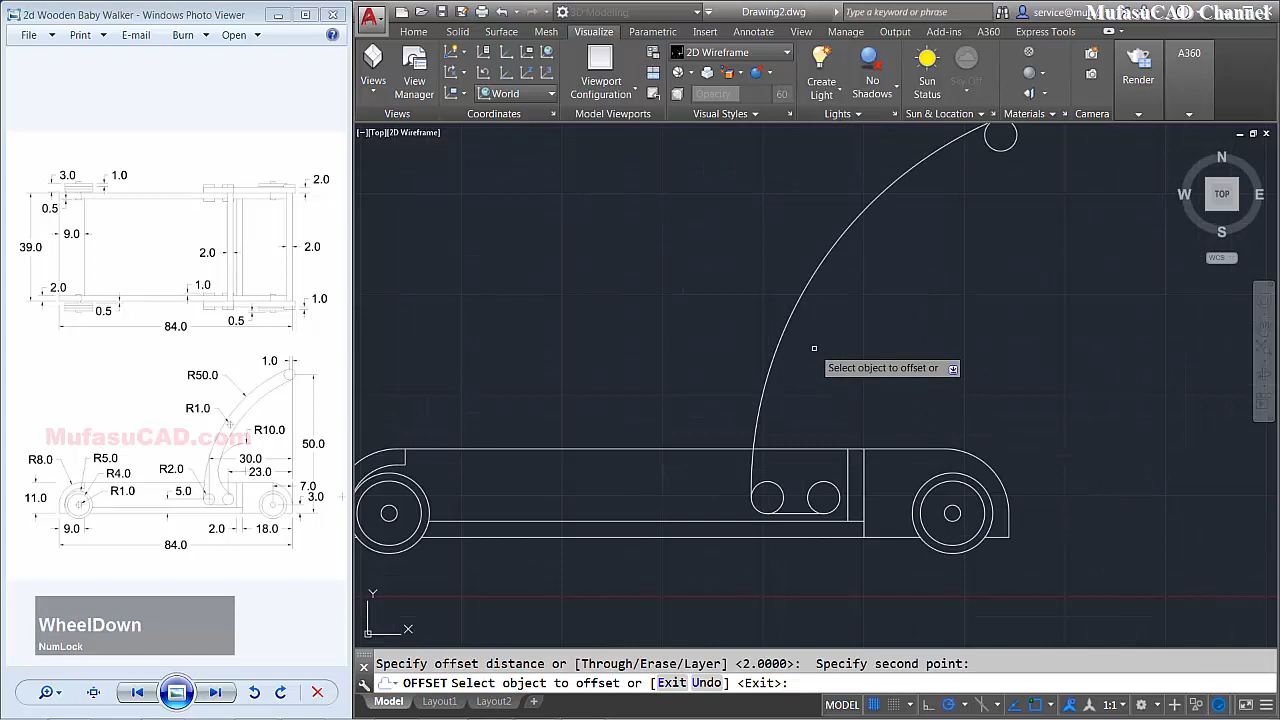 2d Wooden Baby Walker - Windows Photo Viewer
File Print E-mail Burn Open
3.0 1.0 2.0
0.5
9.0
39.0 2.0 2.0
2.0 1.0
0.5 0.5 1.0
84.0
1.0
R50.0
R1.0
MufasuCAD.com
R10.0
50.0
R8.0 R5.0 30.0
R4.0 R2.0 23.0
R1.0 7.0
11.0 5.0 3.0
9.0 2.0 18.0
84.0
WheelDown
NumLock
3D Modeling Drawing2.dwg Type a keyword or phrase MufasuCAD Channel
Home Solid Surface Mesh Visualize Parametric Insert Annotate View Manage Output Add-ins A360 Express Tools
Views View Manager World Viewport Configuration 2D Wireframe Opacity 60 Create Light No Shadows Sun Status Sky Off Render A360
Views Coordinates Model Viewports Visual Styles Lights Sun & Location Materials Camera
[−][Top][2D Wireframe]
N
W TOP E
S
WCS
Select object to offset or
Y
X
Specify offset distance or [Through/Erase/Layer] <2.0000>: Specify second point:
OFFSET Select object to offset or [Exit Undo] <Exit>:
Model Layout1 Layout2 + MODEL 1:1